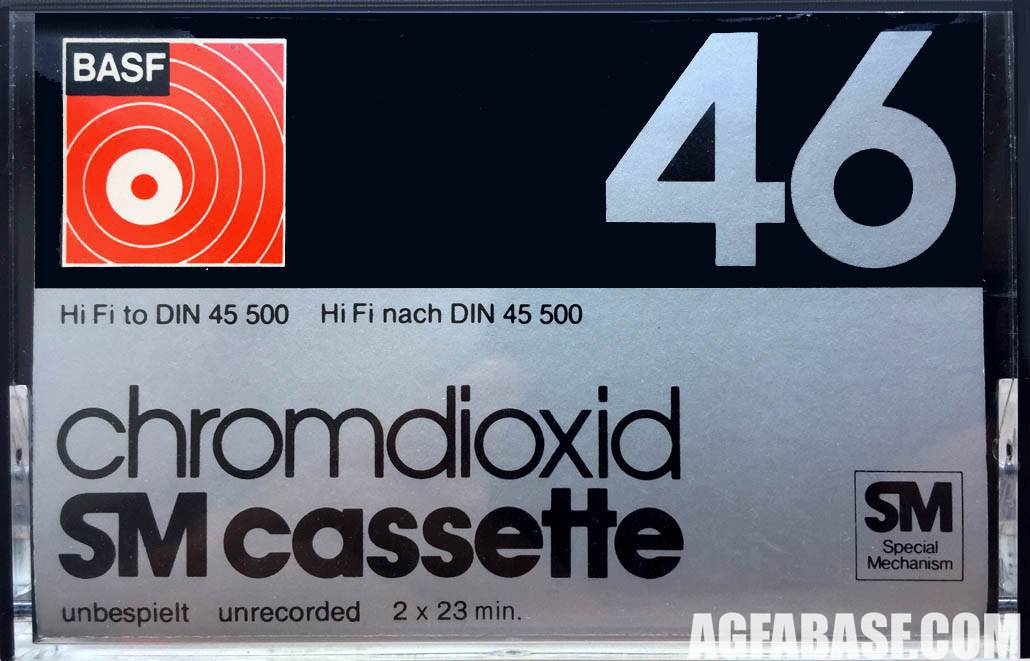 BASF
46
Hi Fi to DIN 45 500 Hi Fi nach DIN 45 500
chromdioxid
SM cassette
SM
Special
Mechanism
unbespielt unrecorded 2 x 23 min.
AGFABASE.COM